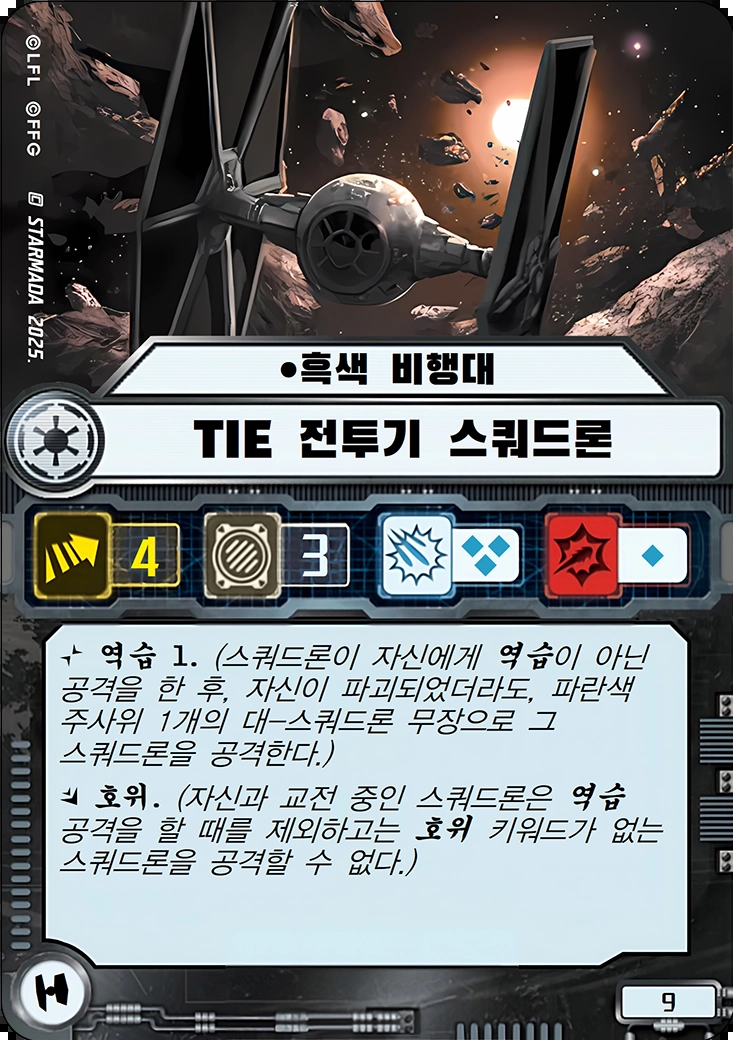 ©LFL ©FFG
STARMADA 2025.
•흑색 비행대
TIE 전투기 스쿼드론
4
3
역습 1. (스쿼드론이 자신에게 역습이 아닌
공격을 한 후, 자신이 파괴되었더라도, 파란색
주사위 1개의 대-스쿼드론 무장으로 그
스쿼드론을 공격한다.)
호위. (자신과 교전 중인 스쿼드론은 역습
공격을 할 때를 제외하고는 호위 키워드가 없는
스쿼드론을 공격할 수 없다.)
9